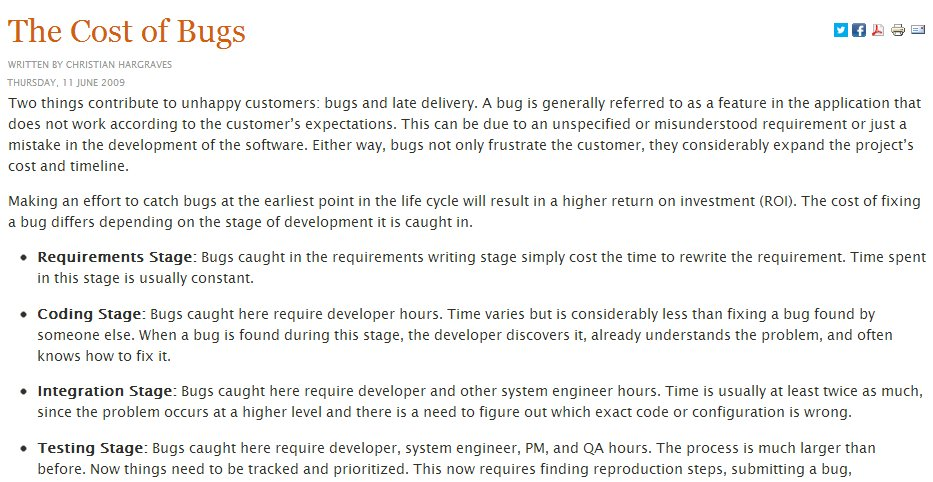 The Cost of Bugs
WRITTEN BY CHRISTIAN HARGRAVES
THURSDAY, 11 JUNE 2009
Two things contribute to unhappy customers: bugs and late delivery. A bug is generally referred to as a feature in the application that
does not work according to the customer’s expectations. This can be due to an unspecified or misunderstood requirement or just a
mistake in the development of the software. Either way, bugs not only frustrate the customer, they considerably expand the project’s
cost and timeline.
Making an effort to catch bugs at the earliest point in the life cycle will result in a higher return on investment (ROI). The cost of fixing
a bug differs depending on the stage of development it is caught in.
• Requirements Stage: Bugs caught in the requirements writing stage simply cost the time to rewrite the requirement. Time spent
in this stage is usually constant.
• Coding Stage: Bugs caught here require developer hours. Time varies but is considerably less than fixing a bug found by
someone else. When a bug is found during this stage, the developer discovers it, already understands the problem, and often
knows how to fix it.
• Integration Stage: Bugs caught here require developer and other system engineer hours. Time is usually at least twice as much,
since the problem occurs at a higher level and there is a need to figure out which exact code or configuration is wrong.
• Testing Stage: Bugs caught here require developer, system engineer, PM, and QA hours. The process is much larger than
before. Now things need to be tracked and prioritized. This now requires finding reproduction steps, submitting a bug,